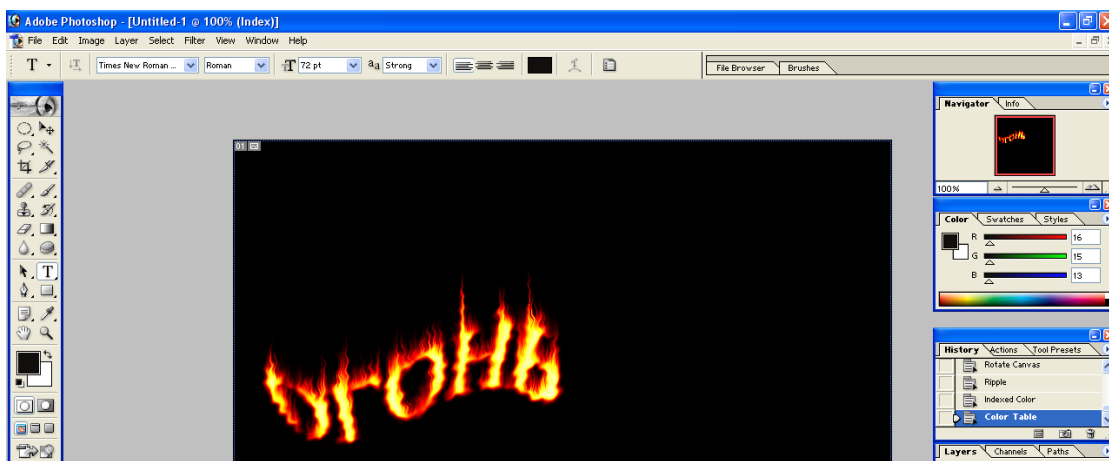 Adobe Photoshop - [Untitled-1 @ 100% (Index)]
File Edit Image Layer Select Filter View Window Help
T Times New Roman ... Roman T 72 pt aa Strong File Browser Brushes
Navigator Info
100%
Color Swatches Styles
R 16
G 15
B 13
01
огонь
History Actions Tool Presets
Rotate Canvas
Ripple
Indexed Color
Color Table
Layers Channels Paths